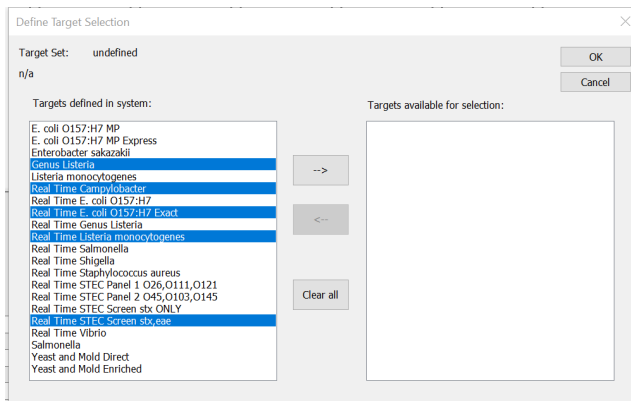 Define Target Selection
Target Set: undefined
n/a
OK
Cancel
Targets defined in system:
E. coli O157:H7 MP
E. coli O157:H7 MP Express
Enterobacter sakazakii
Genus Listeria
Listeria monocytogenes
Real Time Campylobacter
Real Time E. coli O157:H7
Real Time E. coli O157:H7 Exact
Real Time Genus Listeria
Real Time Listeria monocytogenes
Real Time Salmonella
Real Time Shigella
Real Time Staphylococcus aureus
Real Time STEC Panel 1 O26,O111,O121
Real Time STEC Panel 2 O45,O103,O145
Real Time STEC Screen stx ONLY
Real Time STEC Screen stx,eae
Real Time Vibrio
Salmonella
Yeast and Mold Direct
Yeast and Mold Enriched
-->
<--
Clear all
Targets available for selection: